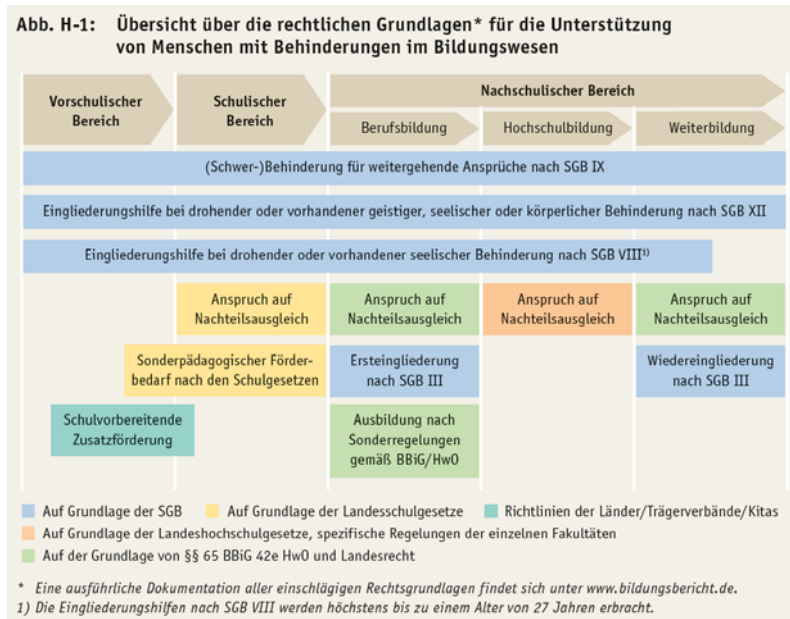 Abb. H-1: Übersicht über die rechtlichen Grundlagen* für die Unterstützung
von Menschen mit Behinderungen im Bildungswesen
Vorschulischer
Bereich
Schulischer
Bereich
Nachschulischer Bereich
Berufsbildung
Hochschulbildung
Weiterbildung
(Schwer-)Behinderung für weitergehende Ansprüche nach SGB IX
Eingliederungshilfe bei drohender oder vorhandener geistiger, seelischer oder körperlicher Behinderung nach SGB XII
Eingliederungshilfe bei drohender oder vorhandener seelischer Behinderung nach SGB VIII¹⁾
Anspruch auf
Nachteilsausgleich
Anspruch auf
Nachteilsausgleich
Anspruch auf
Nachteilsausgleich
Anspruch auf
Nachteilsausgleich
Sonderpädagogischer Förder-
bedarf nach den Schulgesetzen
Ersteingliederung
nach SGB III
Wiedereingliederung
nach SGB III
Schulvorbereitende
Zusatzförderung
Ausbildung nach
Sonderregelungen
gemäß BBiG/HwO
Auf Grundlage der SGB Auf Grundlage der Landesschulgesetze Richtlinien der Länder/Trägerverbände/Kitas
Auf Grundlage der Landeshochschulgesetze, spezifische Regelungen der einzelnen Fakultäten
Auf der Grundlage von §§ 65 BBiG 42e HwO und Landesrecht
* Eine ausführliche Dokumentation aller einschlägigen Rechtsgrundlagen findet sich unter www.bildungsbericht.de.
1) Die Eingliederungshilfen nach SGB VIII werden höchstens bis zu einem Alter von 27 Jahren erbracht.